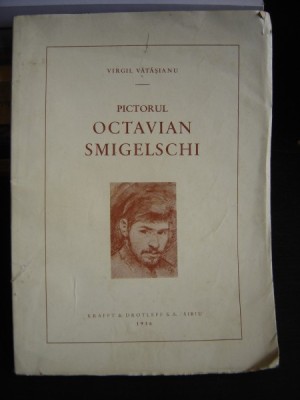 VIRGIL VĂTĂŞIANU
PICTORUL
OCTAVIAN
SMIGELSCHI
KRAFFT & DROTLEFF S.A. SIBIU
1936